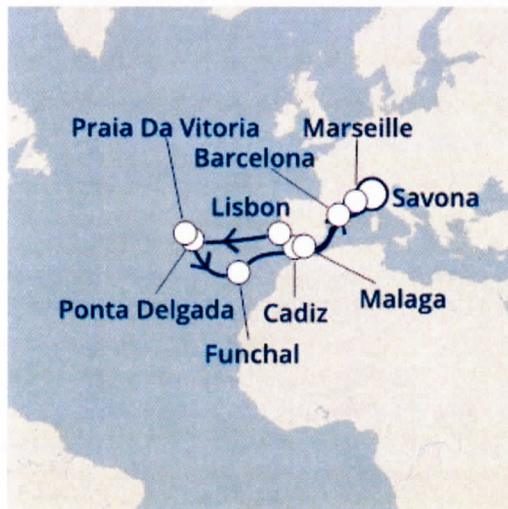 Praia Da Vitoria
Marseille
Barcelona
Savona
Lisbon
Ponta Delgada
Cadiz
Malaga
Funchal